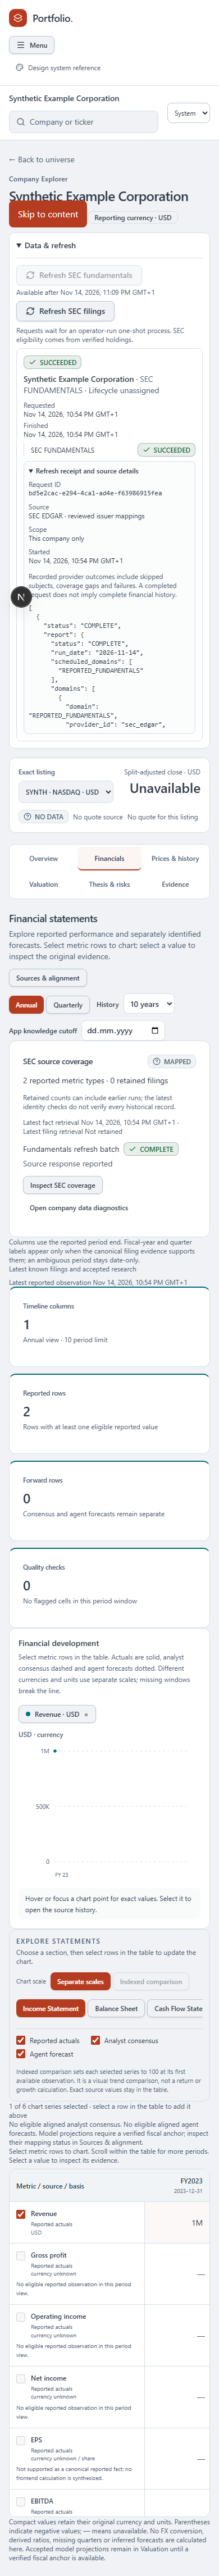 Portfolio.
Menu
Design system reference
Synthetic Example Corporation
Company or ticker
System
← Back to universe
Company Explorer
Synthetic Example Corporation
Skip to content
Reporting currency · USD
▼ Data & refresh
Refresh SEC fundamentals
Available after Nov 14, 2026, 11:09 PM GMT+1
Refresh SEC filings
Requests wait for an operator-run one-shot process. SEC
eligibility comes from verified holdings.
SUCCEEDED
Synthetic Example Corporation · SEC
FUNDAMENTALS · Lifecycle unassigned
Requested
Nov 14, 2026, 10:54 PM GMT+1
Finished
Nov 14, 2026, 10:54 PM GMT+1
SEC FUNDAMENTALS
SUCCEEDED
▼ Refresh receipt and source details
Request ID
bd5e2cac-e294-4ca1-ad4e-f63986915fea
Source
SEC EDGAR · reviewed issuer mappings
Scope
This company only
Started
Nov 14, 2026, 10:54 PM GMT+1
Recorded provider outcomes include skipped
subjects, coverage gaps and failures. A completed
request does not imply complete financial history.
[
{
"status": "COMPLETE",
"report": {
"status": "COMPLETE",
"run_date": "2026-11-14",
"scheduled_domains": [
"REPORTED_FUNDAMENTALS"
],
"domains": [
{
"domain":
"REPORTED_FUNDAMENTALS",
"provider_id": "sec_edgar",
Exact listing
Split-adjusted close · USD
SYNTH · NASDAQ · USD
Unavailable
NO DATA
No quote source
No quote for this listing
Overview
Financials
Prices & history
Valuation
Thesis & risks
Evidence
Financial statements
Explore reported performance and separately identified
forecasts. Select metric rows to chart; select a value to
inspect the original evidence.
Sources & alignment
Annual
Quarterly
History
10 years
App knowledge cutoff
dd.mm.yyyy
SEC source coverage
MAPPED
2 reported metric types · 0 retained filings
Retained counts can include earlier runs; the latest
identity checks do not verify every historical record.
Latest fact retrieval Nov 14, 2026, 10:54 PM GMT+1 ·
Latest filing retrieval Not retained
Fundamentals refresh batch
COMPLETE
Source response reported
Inspect SEC coverage
Open company data diagnostics
Columns use the reported period end. Fiscal-year and quarter
labels appear only when the canonical filing evidence supports
them; an ambiguous period stays date-only.
Latest known filings and accepted research
Latest reported observation Nov 14, 2026, 10:54 PM GMT+1
Timeline columns
1
Annual view · 10 period limit
Reported rows
2
Rows with at least one eligible reported value
Forward rows
0
Consensus and agent forecasts remain separate
Quality checks
0
No flagged cells in this period window
Financial development
Select metric rows in the table. Actuals are solid, analyst
consensus dashed and agent forecasts dotted. Different
currencies and units use separate scales; missing windows
break the line.
Revenue · USD ×
USD · currency
1M
500K
0
FY 23
Hover or focus a chart point for exact values. Select it to
open the source history.
EXPLORE STATEMENTS
Choose a section, then select rows in the table to update the
chart.
Chart scale
Separate scales
Indexed comparison
Income Statement
Balance Sheet
Cash Flow State
Reported actuals
Analyst consensus
Agent forecast
Indexed comparison sets each selected series to 100 at its first
available observation. It is a visual trend comparison, not a return or
growth calculation. Exact source values stay in the table.
1 of 6 chart series selected · select a row in the table to add it
above
No eligible aligned analyst consensus. No eligible aligned agent
forecasts. Model projections require a verified fiscal anchor; inspect
their mapping status in Sources & alignment.
Select metric rows to chart. Scroll within the table for more periods.
Select a value to inspect its evidence.
Metric / source / basis
FY2023
2023-12-31
Revenue
Reported actuals
USD
1M
Gross profit
Reported actuals
currency unknown
No eligible reported observation in this period
view.
—
Operating income
Reported actuals
currency unknown
No eligible reported observation in this period
view.
—
Net income
Reported actuals
currency unknown
No eligible reported observation in this period
view.
—
EPS
Reported actuals
currency unknown / share
Not supported as a canonical reported fact; no
frontend calculation is synthesized.
—
EBITDA
Reported actuals
Compact values retain their original currency and units. Parentheses
indicate negative values; — means unavailable. No FX conversion,
derived ratios, missing quarters or inferred forecasts are calculated
here. Accepted model projections remain in Valuation until a
verified fiscal anchor is available.